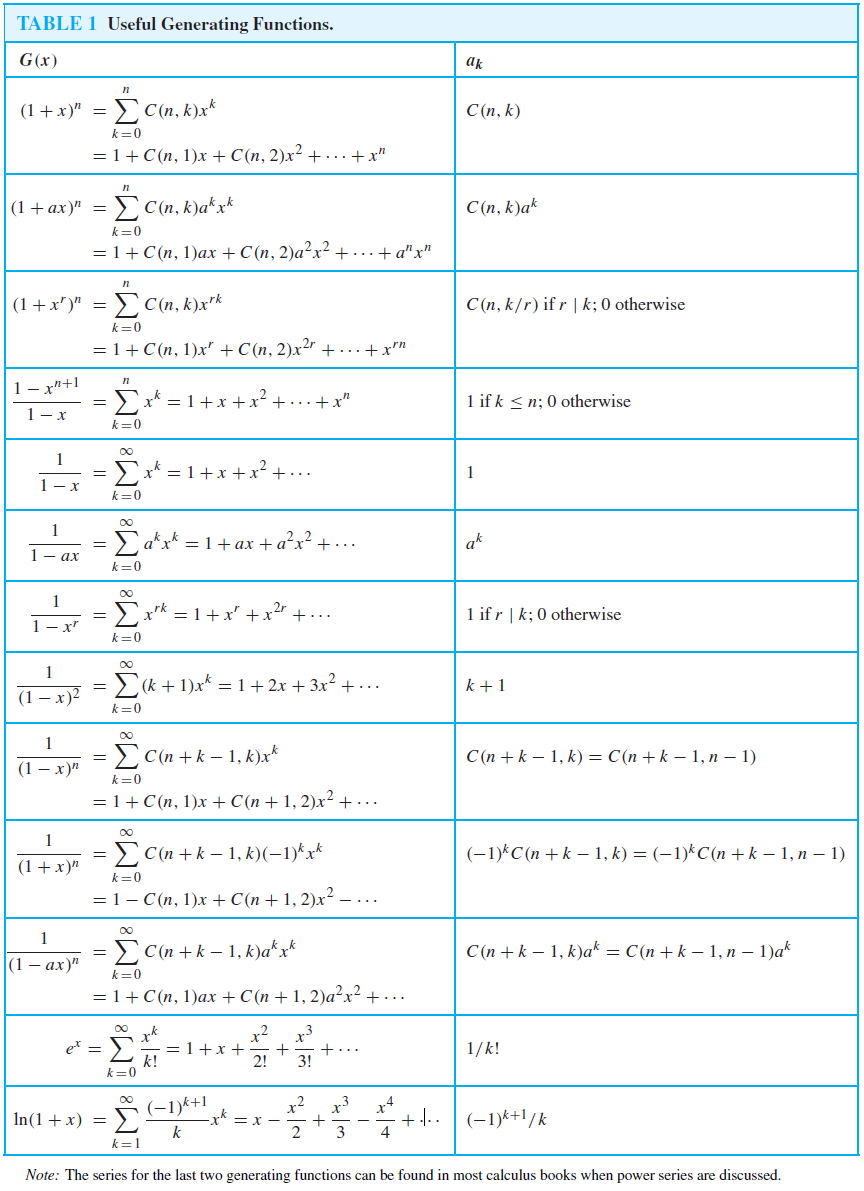 TABLE 1 Useful Generating Functions.
G(x) a_k
(1 + x)^n = ∑_{k=0}^{n} C(n, k)x^k C(n, k)
= 1 + C(n, 1)x + C(n, 2)x^2 + · · · + x^n
(1 + ax)^n = ∑_{k=0}^{n} C(n, k)a^k x^k C(n, k)a^k
= 1 + C(n, 1)ax + C(n, 2)a^2x^2 + · · · + a^n x^n
(1 + x^r)^n = ∑_{k=0}^{n} C(n, k)x^{rk} C(n, k/r) if r | k; 0 otherwise
= 1 + C(n, 1)x^r + C(n, 2)x^{2r} + · · · + x^{rn}
(1 − x^{n+1})/(1 − x) = ∑_{k=0}^{n} x^k = 1 + x + x^2 + · · · + x^n 1 if k ≤ n; 0 otherwise
1/(1 − x) = ∑_{k=0}^{∞} x^k = 1 + x + x^2 + · · · 1
1/(1 − ax) = ∑_{k=0}^{∞} a^k x^k = 1 + ax + a^2x^2 + · · · a^k
1/(1 − x^r) = ∑_{k=0}^{∞} x^{rk} = 1 + x^r + x^{2r} + · · · 1 if r | k; 0 otherwise
1/(1 − x)^2 = ∑_{k=0}^{∞} (k + 1)x^k = 1 + 2x + 3x^2 + · · · k + 1
1/(1 − x)^n = ∑_{k=0}^{∞} C(n + k − 1, k)x^k C(n + k − 1, k) = C(n + k − 1, n − 1)
= 1 + C(n, 1)x + C(n + 1, 2)x^2 + · · ·
1/(1 + x)^n = ∑_{k=0}^{∞} C(n + k − 1, k)(−1)^k x^k (−1)^k C(n + k − 1, k) = (−1)^k C(n + k − 1, n − 1)
= 1 − C(n, 1)x + C(n + 1, 2)x^2 − · · ·
1/(1 − ax)^n = ∑_{k=0}^{∞} C(n + k − 1, k)a^k x^k C(n + k − 1, k)a^k = C(n + k − 1, n − 1)a^k
= 1 + C(n, 1)ax + C(n + 1, 2)a^2x^2 + · · ·
e^x = ∑_{k=0}^{∞} x^k/k! = 1 + x + x^2/2! + x^3/3! + · · · 1/k!
ln(1 + x) = ∑_{k=1}^{∞} (−1)^{k+1}/k x^k = x − x^2/2 + x^3/3 − x^4/4 + · · · (−1)^{k+1}/k
Note: The series for the last two generating functions can be found in most calculus books when power series are discussed.